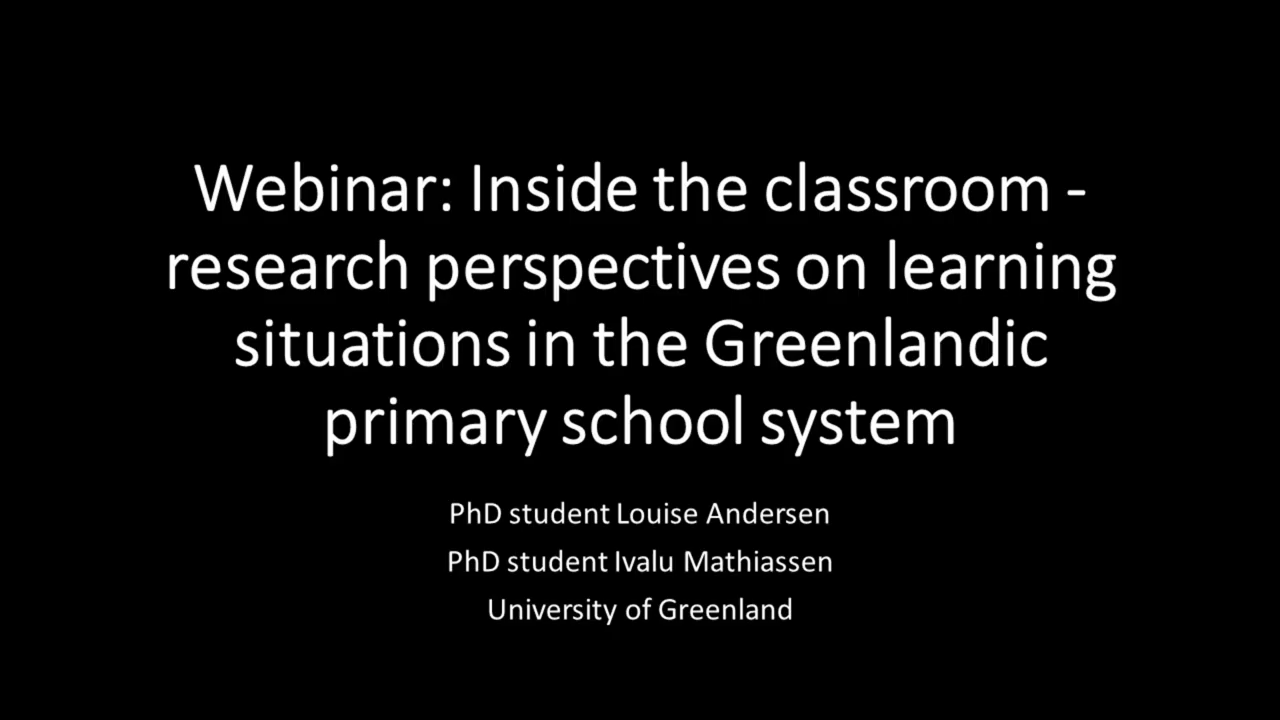 Webinar: Inside the classroom -
research perspectives on learning
situations in the Greenlandic
primary school system
PhD student Louise Andersen
PhD student Ivalu Mathiassen
University of Greenland